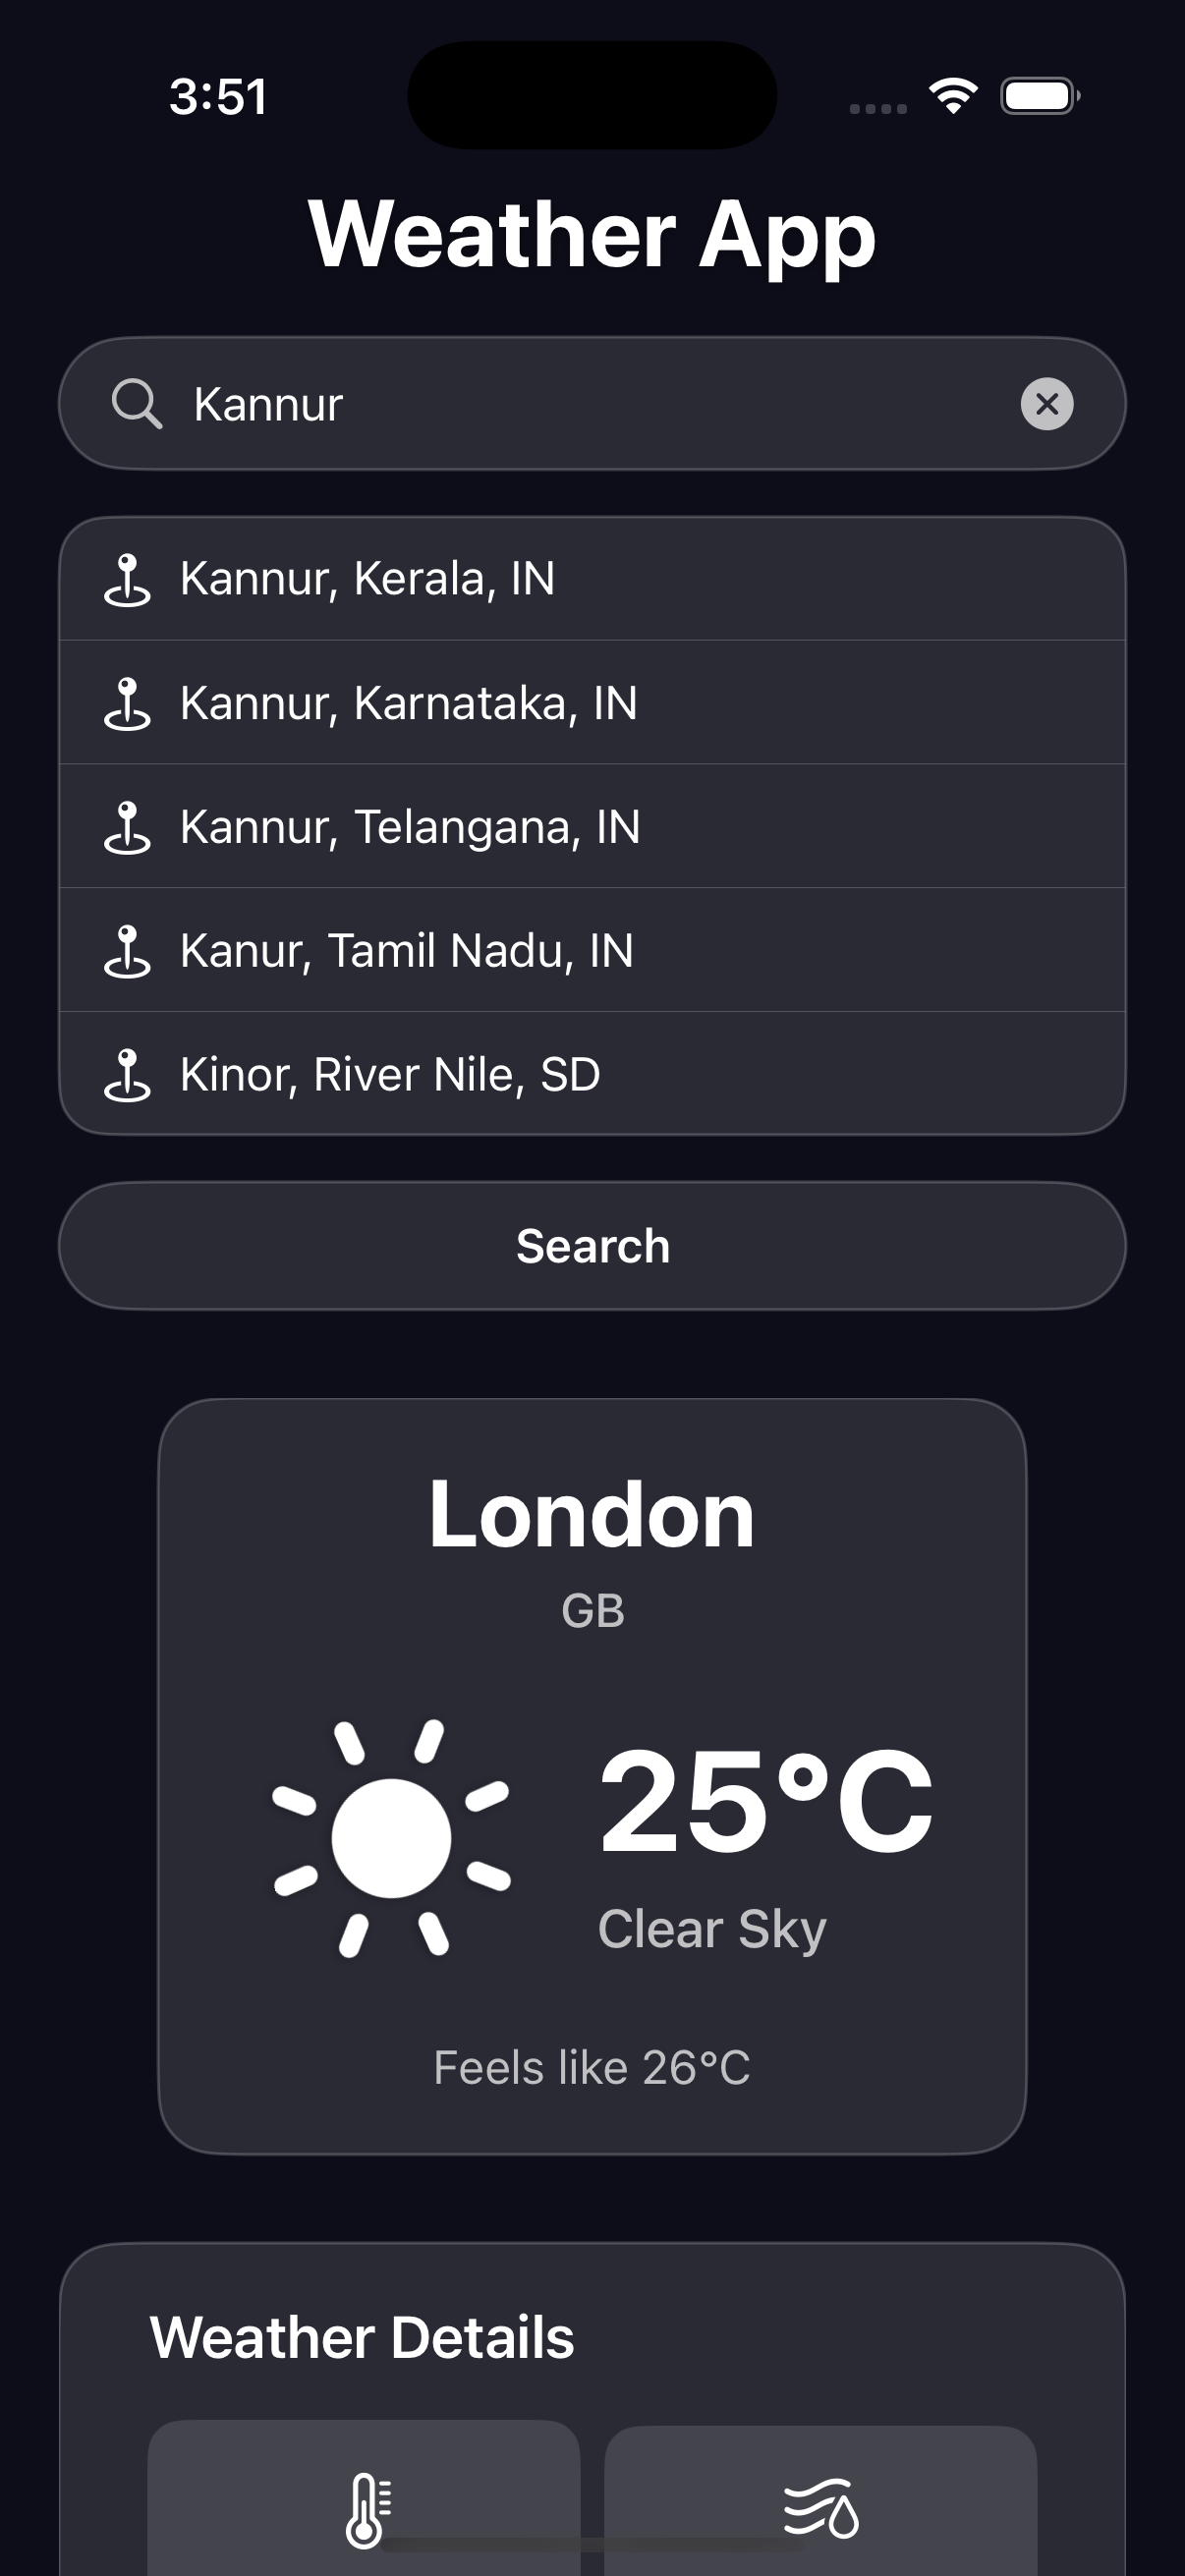 3:51
Weather App
Kannur
Kannur, Kerala, IN
Kannur, Karnataka, IN
Kannur, Telangana, IN
Kanur, Tamil Nadu, IN
Kinor, River Nile, SD
Search
London
GB
25°C
Clear Sky
Feels like 26°C
Weather Details